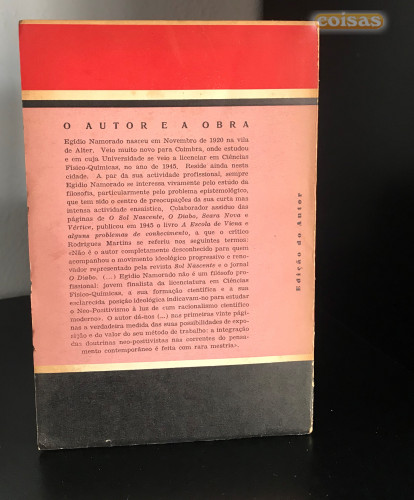 coisas
O AUTOR E A OBRA
Egídio Namorado nasceu em Novembro de 1920 na vila
de Alter. Veio muito novo para Coimbra, onde estudou
e em cuja Universidade se veio a licenciar em Ciências
Físico-Químicas, no ano de 1945. Reside ainda nesta
cidade. A par da sua actividade profissional, sempre
Egídio Namorado se interessa vivamente pelo estudo da
filosofia, particularmente pelo problema epistemológico,
que tem sido o centro de preocupações da sua curta mas
intensa actividade ensaística, Colaborador assíduo das
páginas de O Sol Nascente, O Diabo, Seara Nova e
Vértice, publicou em 1945 o livro A Escola de Viena e
alguns problemas de conhecimento, a que o crítico
Rodrigues Martins se referiu nos seguintes termos:
«Não é o autor completamente desconhecido para quem
acompanhou o movimento ideológico progressivo e reno-
vador representado pela revista Sol Nascente e o jornal
O Diabo. (...) Egídio Namorado não é um filósofo pro-
fissional: jovem finalista da licenciatura em Ciências
Físico-Químicas, a sua formação científica e a sua
esclarecida posição ideológica indicavam-no para estudar
o Neo-Positivismo à luz de «um racionalismo científico
moderno». O autor dá-nos (...) nas primeiras vinte pági-
nas a verdadeira medida das suas possibilidades de expo-
sição e do valor do seu método de trabalho: a integração
das doutrinas neo-positivistas nas correntes do pensa-
mento contemporâneo é feita com rara mestria».
Edição do Autor